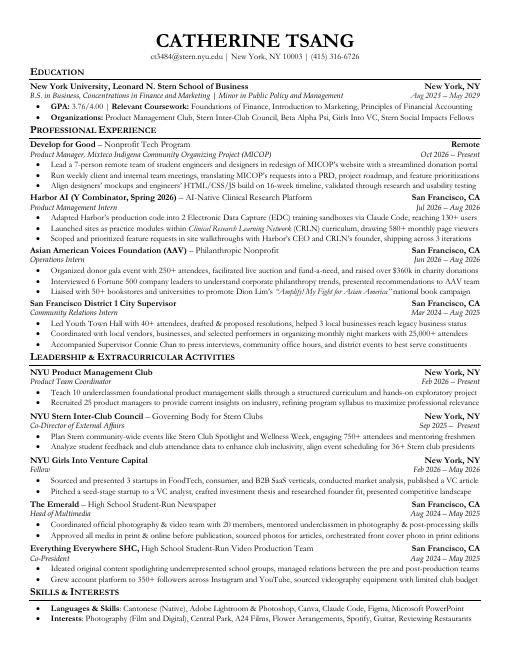 CATHERINE TSANG
ct3484@stern.nyu.edu | New York, NY 10003 | (415) 316-6726
EDUCATION
New York University, Leonard N. Stern School of Business New York, NY
B.S. in Business, Concentrations in Finance and Marketing | Minor in Public Policy and Management Aug 2025 – May 2029
• GPA: 3.76/4.00 | Relevant Coursework: Foundations of Finance, Introduction to Marketing, Principles of Financial Accounting
• Organizations: Product Management Club, Stern Inter-Club Council, Beta Alpha Psi, Girls Into VC, Stern Social Impacts Fellows
PROFESSIONAL EXPERIENCE
Develop for Good – Nonprofit Tech Program Remote
Product Manager, Mixteco Indigena Community Organizing Project (MICOP) Oct 2026 – Present
• Lead a 7-person remote team of student engineers and designers in redesign of MICOP's website with a streamlined donation portal
• Run weekly client and internal team meetings, translating MICOP's requests into a PRD, project roadmap, and feature prioritizations
• Align designers' mockups and engineers' HTML/CSS/JS build on 16-week timeline, validated through research and usability testing
Harbor AI (Y Combinator, Spring 2026) – AI-Native Clinical Research Platform San Francisco, CA
Product Management Intern Jul 2026 – Aug 2026
• Adapted Harbor's production code into 2 Electronic Data Capture (EDC) training sandboxes via Claude Code, reaching 130+ users
• Launched sites as practice modules within Clinical Research Learning Network (CRLN) curriculum, drawing 580+ monthly page viewers
• Scoped and prioritized feature requests in site walkthroughs with Harbor's CEO and CRLN's founder, shipping across 3 iterations
Asian American Voices Foundation (AAV) – Philanthropic Nonprofit San Francisco, CA
Operations Intern Jun 2026 – Aug 2026
• Organized donor gala event with 250+ attendees, facilitated live auction and fund-a-need, and raised over $360k in charity donations
• Interviewed 6 Fortune 500 company leaders to understand corporate philanthropy trends, presented recommendations to AAV team
• Liaised with 50+ bookstores and universities to promote Dion Lim's "Amplify! My Fight for Asian America" national book campaign
San Francisco District 1 City Supervisor San Francisco, CA
Community Relations Intern Mar 2024 – Aug 2025
• Led Youth Town Hall with 40+ attendees, drafted & proposed resolutions, helped 3 local businesses reach legacy business status
• Coordinated with local vendors, businesses, and selected performers in organizing monthly night markets with 25,000+ attendees
• Accompanied Supervisor Connie Chan to press interviews, community office hours, and district events to best serve constituents
LEADERSHIP & EXTRACURRICULAR ACTIVITIES
NYU Product Management Club New York, NY
Product Team Coordinator Feb 2026 – Present
• Teach 10 underclassmen foundational product management skills through a structured curriculum and hands-on exploratory project
• Recruited 25 product managers to provide current insights on industry, refining program syllabus to maximize professional relevance
NYU Stern Inter-Club Council – Governing Body for Stern Clubs New York, NY
Co-Director of External Affairs Sep 2025 – Present
• Plan Stern community-wide events like Stern Club Spotlight and Wellness Week, engaging 750+ attendees and mentoring freshmen
• Analyze student feedback and club attendance data to enhance club inclusivity, align event scheduling for 36+ Stern club presidents
NYU Girls Into Venture Capital New York, NY
Fellow Feb 2026 – May 2026
• Sourced and presented 3 startups in FoodTech, consumer, and B2B SaaS verticals, conducted market analysis, published a VC article
• Pitched a seed-stage startup to a VC analyst, crafted investment thesis and researched founder fit, presented competitive landscape
The Emerald – High School Student-Run Newspaper San Francisco, CA
Head of Multimedia Aug 2024 – May 2025
• Coordinated official photography & video team with 20 members, mentored underclassmen in photography & post-processing skills
• Approved all media in print & online before publication, sourced photos for articles, orchestrated front cover photo in print editions
Everything Everywhere SHC, High School Student-Run Video Production Team San Francisco, CA
Co-President Aug 2024 – May 2025
• Ideated original content spotlighting underrepresented school groups, managed relations between the pre and post-production teams
• Grew account platform to 350+ followers across Instagram and YouTube, sourced videography equipment with limited club budget
SKILLS & INTERESTS
• Languages & Skills: Cantonese (Native), Adobe Lightroom & Photoshop, Canva, Claude Code, Figma, Microsoft PowerPoint
• Interests: Photography (Film and Digital), Central Park, A24 Films, Flower Arrangements, Spotify, Guitar, Reviewing Restaurants